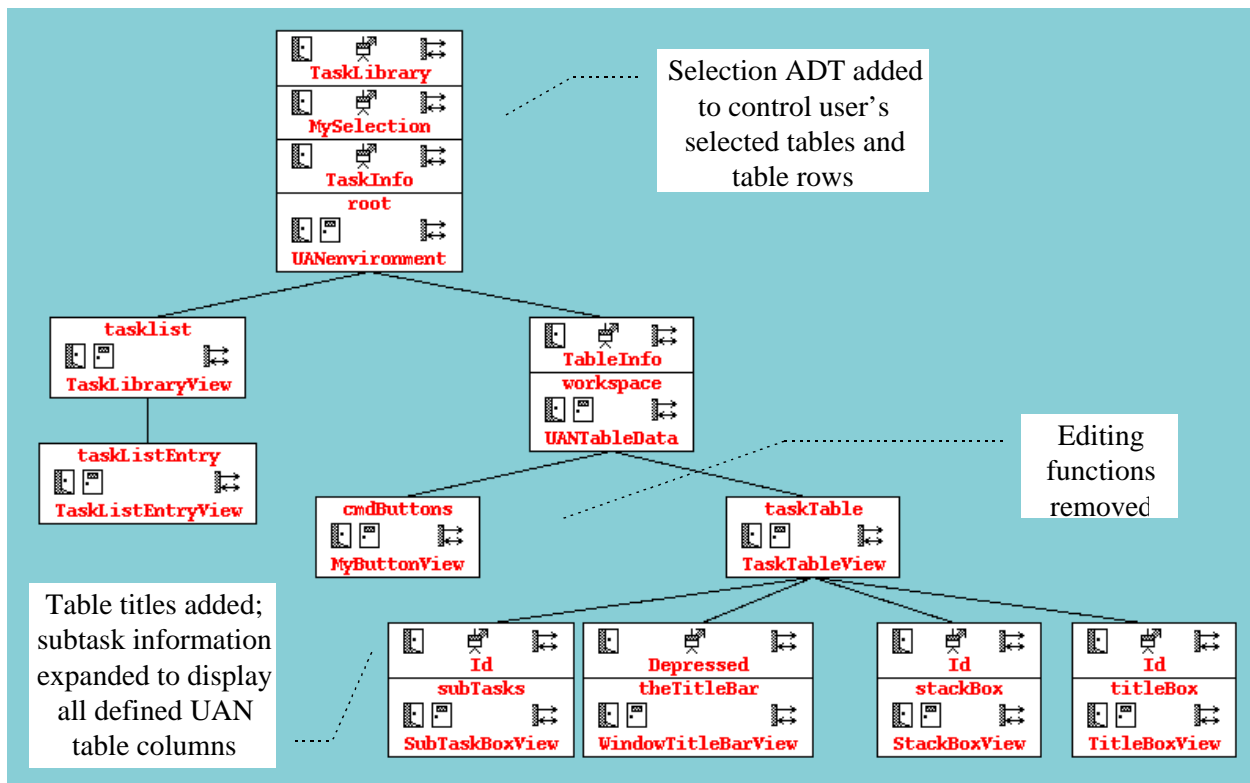 TaskLibrary
MySelection
TaskInfo
root
UANenvironment
Selection ADT added
to control user's
selected tables and
table rows
tasklist
TaskLibraryView
TableInfo
workspace
UANTableData
taskListEntry
TaskListEntryView
Editing
functions
removed
cmdButtons
MyButtonView
taskTable
TaskTableView
Table titles added;
subtask information
expanded to display
all defined UAN
table columns
Id
subTasks
SubTaskBoxView
Depressed
theTitleBar
WindowTitleBarView
Id
stackBox
StackBoxView
Id
titleBox
TitleBoxView